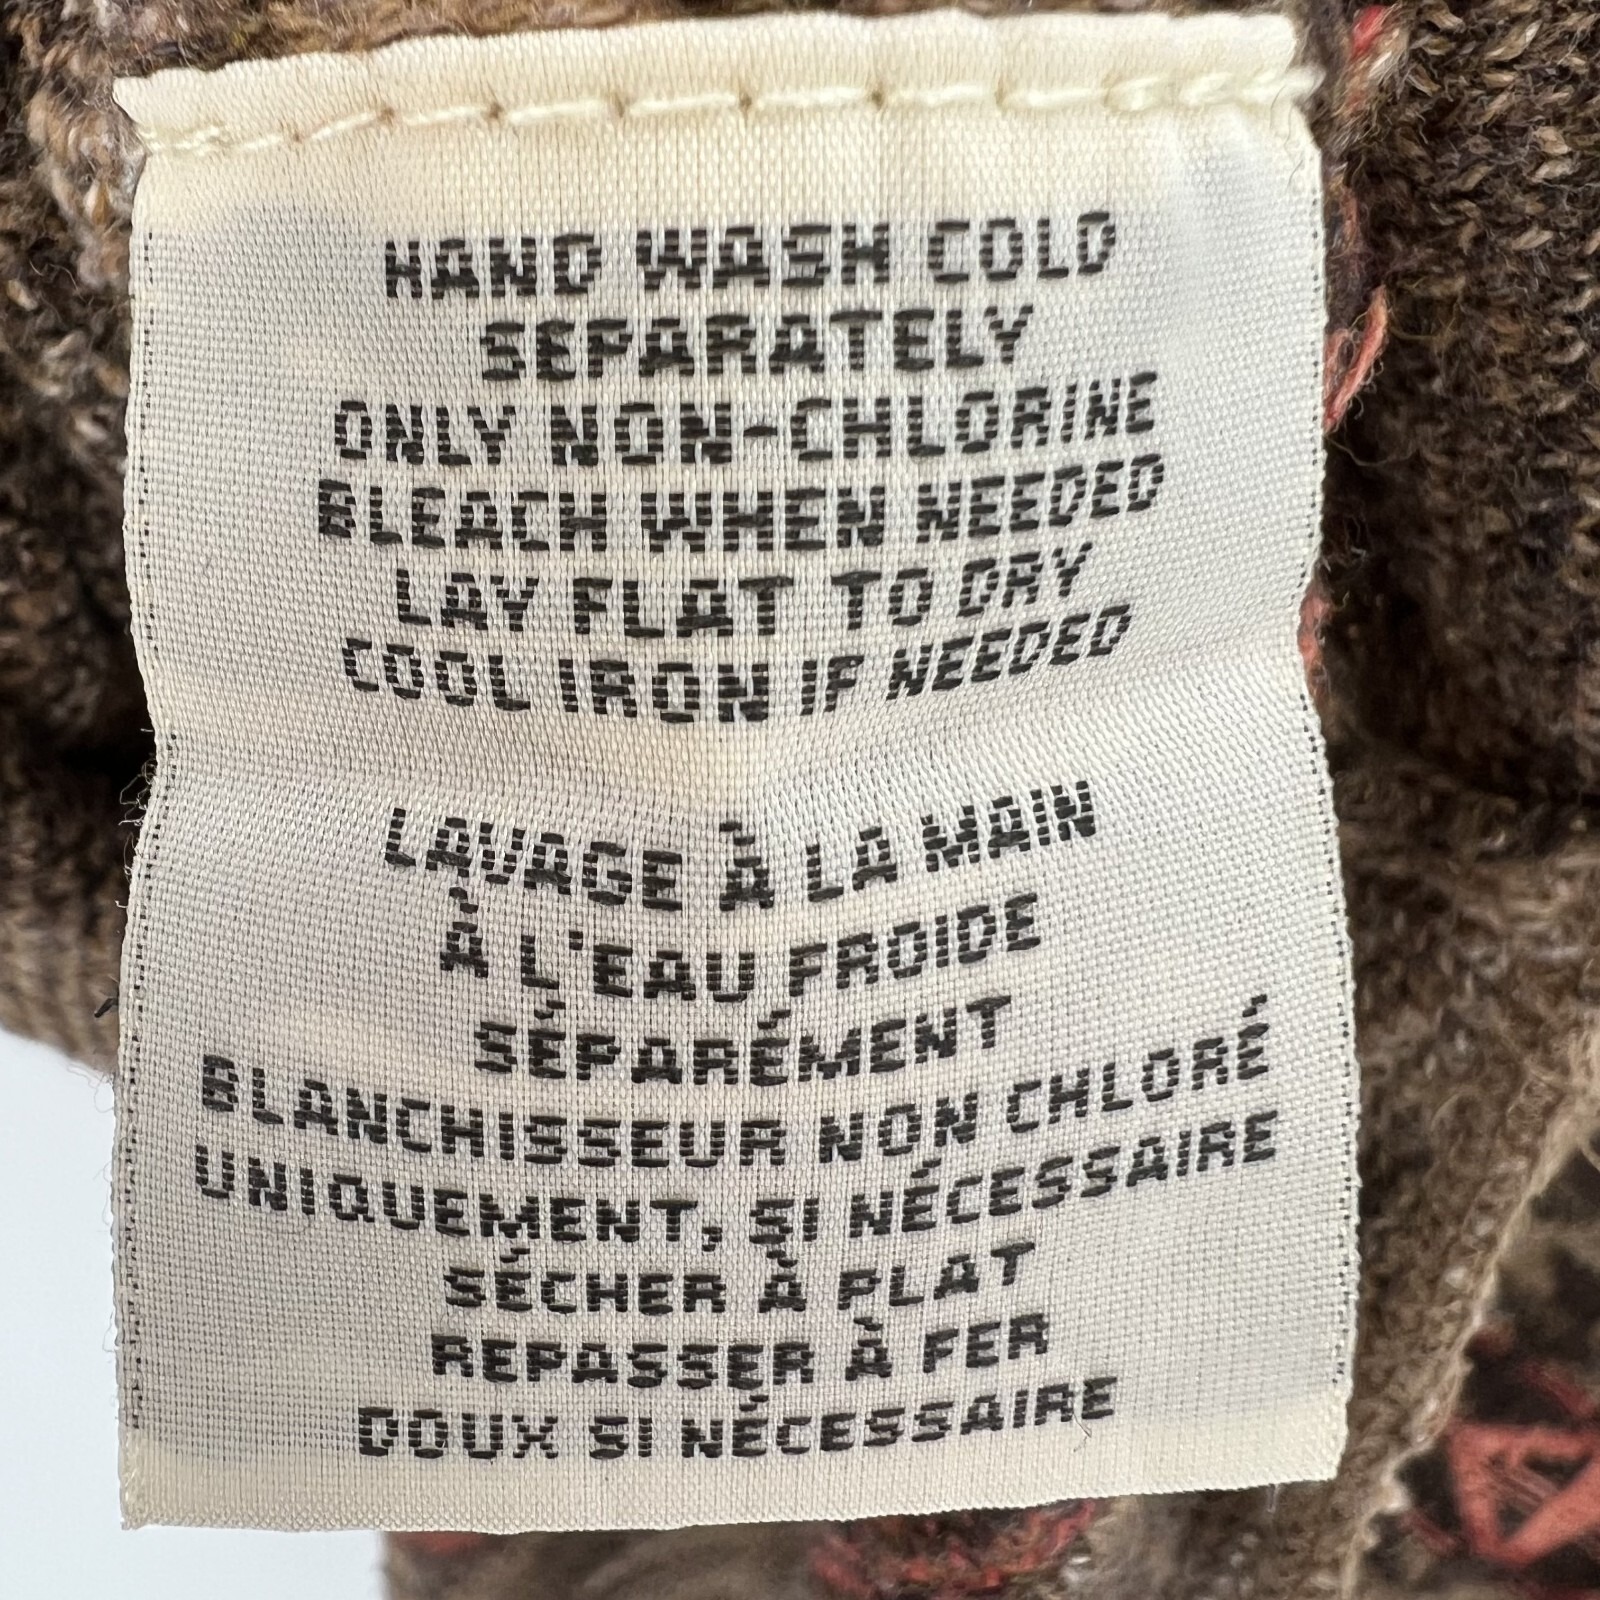 HAND WASH COLD
SEPARATELY
ONLY NON-CHLORINE
BLEACH WHEN NEEDED
LAY FLAT TO DRY
COOL IRON IF NEEDED
LAVAGE À LA MAIN
À L'EAU FROIDE
SÉPARÉMENT
BLANCHISSEUR NON CHLORÉ
UNIQUEMENT, SI NÉCESSAIRE
SÉCHER À PLAT
REPASSER À FER
DOUX SI NÉCESSAIRE